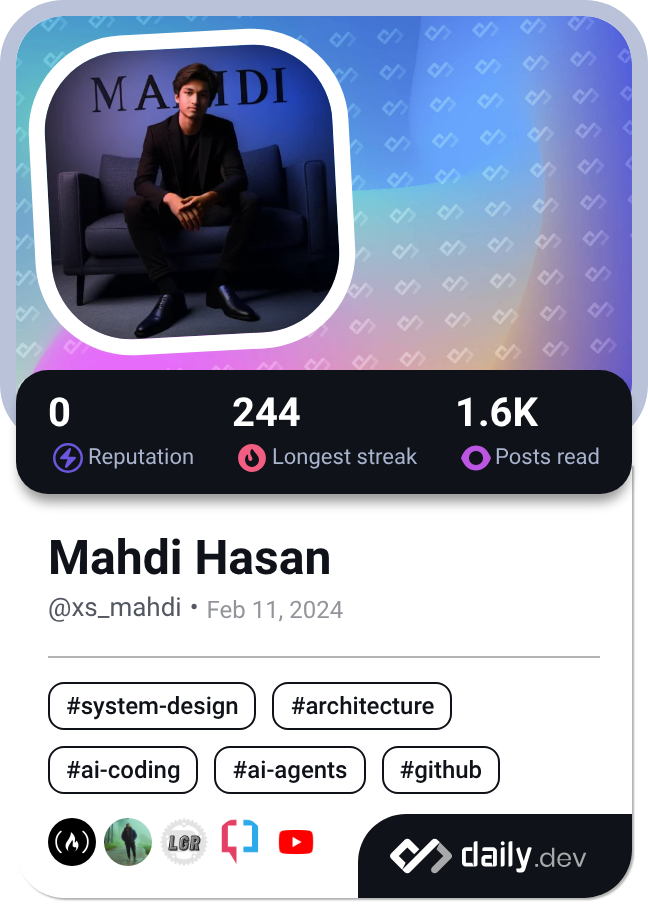 MAHDI
0 244 1.6K
Reputation Longest streak Posts read
Mahdi Hasan
@xs_mahdi • Feb 11, 2024
#system-design #architecture
#ai-coding #ai-agents #github
LGR
daily.dev